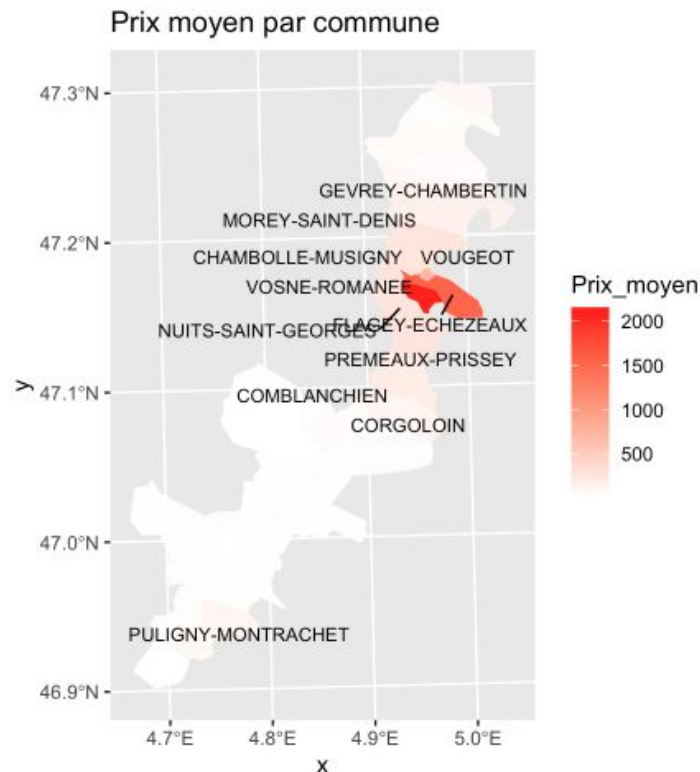 Prix moyen par commune
47.3°N
GEVREY-CHAMBERTIN
MOREY-SAINT-DENIS
47.2°N
CHAMBOLLE-MUSIGNY VOUGEOT
VOSNE-ROMANEE
NUITS-SAINT-GEORGES FLAGEY-ECHEZEAUX
PREMEAUX-PRISSEY
47.1°N
COMBLANCHIEN
CORGOLOIN
47.0°N
PULIGNY-MONTRACHET
46.9°N
y
4.7°E 4.8°E 4.9°E 5.0°E
x
Prix_moyen
2000
1500
1000
500